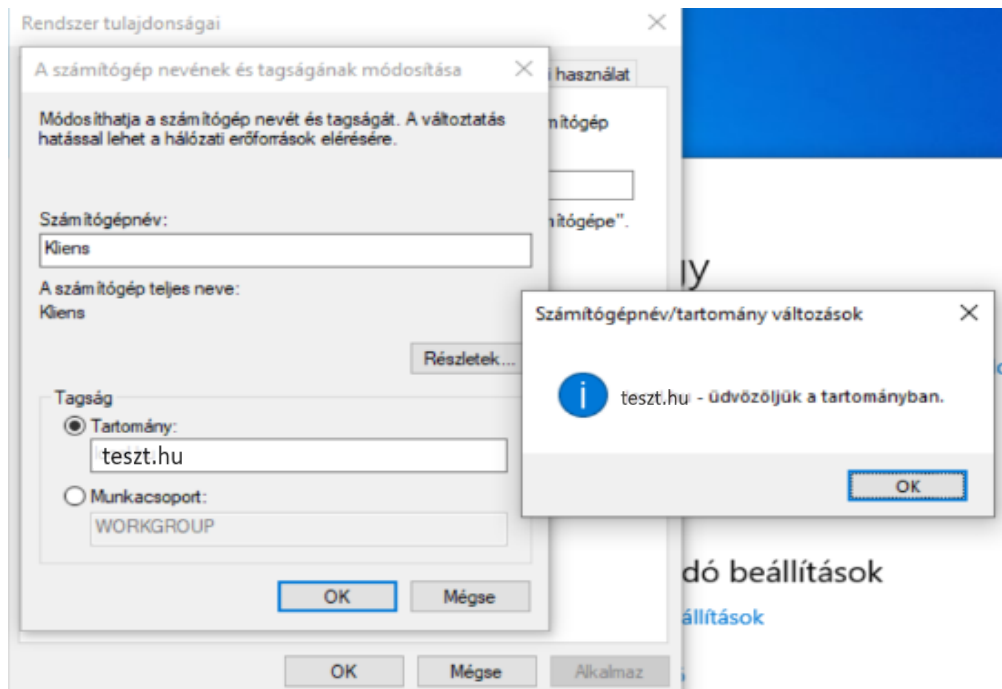 Rendszer tulajdonságai
A számítógép nevének és tagságának módosítása
i használat
Módosíthatja a számítógép nevét és tagságát. A változtatás
hatással lehet a hálózati erőforrások elérésére.
mítógép
Számítógépnév:
mítógépe".
Kliens
A számítógép teljes neve:
Kliens
Részletek...
Tagság
Tartomány:
teszt.hu
Munkacsoport:
WORKGROUP
OK
Mégse
OK
Mégse
Alkalmaz
Számítógépnév/tartomány változások
teszt.hu - üdvözöljük a tartományban.
OK
dó beállítások
állítások